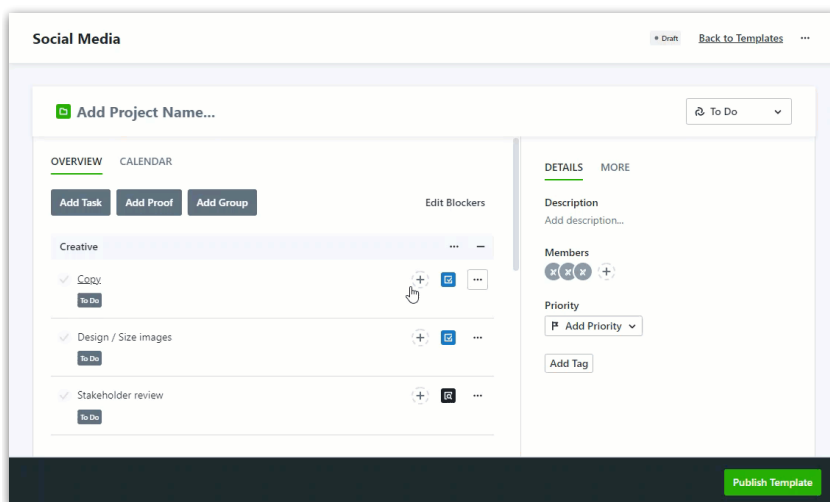 Social Media
Draft
Back to Templates
Add Project Name...
To Do
OVERVIEW CALENDAR
Add Task Add Proof Add Group
Edit Blockers
Creative
Copy
To Do
Design / Size images
To Do
Stakeholder review
To Do
DETAILS MORE
Description
Add description...
Members
Priority
Add Priority
Add Tag
Publish Template